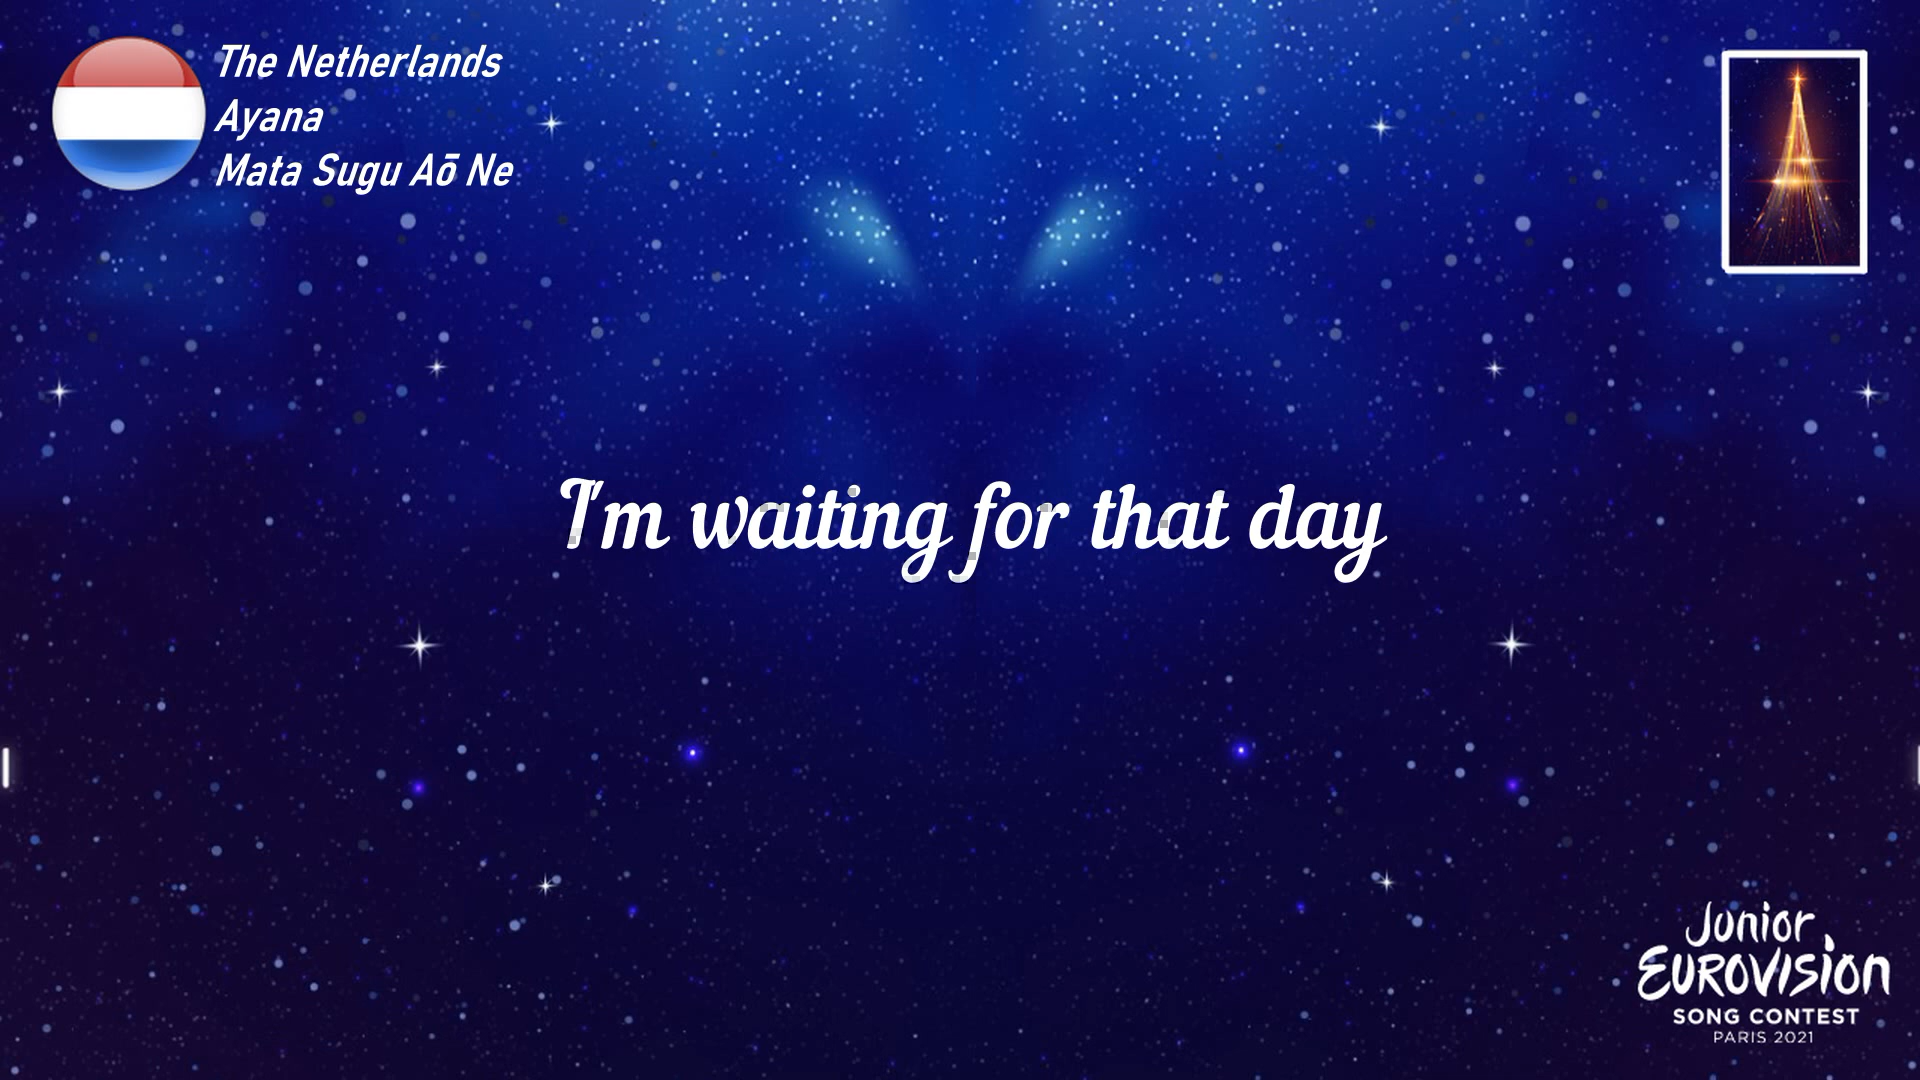 The Netherlands
Ayana
Mata Sugu Aō Ne
I'm waiting for that day
Junior
EUROVISION
SONG CONTEST
PARIS 2021